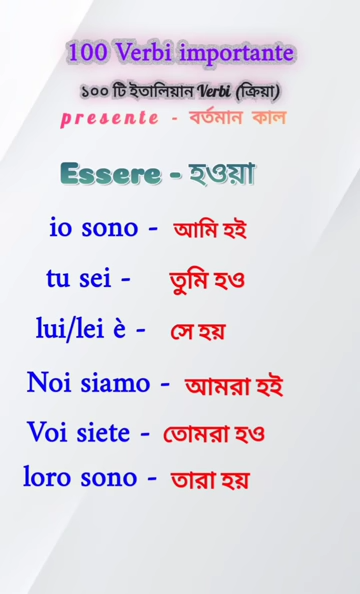 100 Verbi importante
১০০ টি ইতালিয়ান Verbi (ক্রিয়া)
presente - বর্তমান কাল
Essere - হওয়া
io sono - আমি হই
tu sei - তুমি হও
lui/lei è - সে হয়
Noi siamo - আমরা হই
Voi siete - তোমরা হও
loro sono - তারা হয়